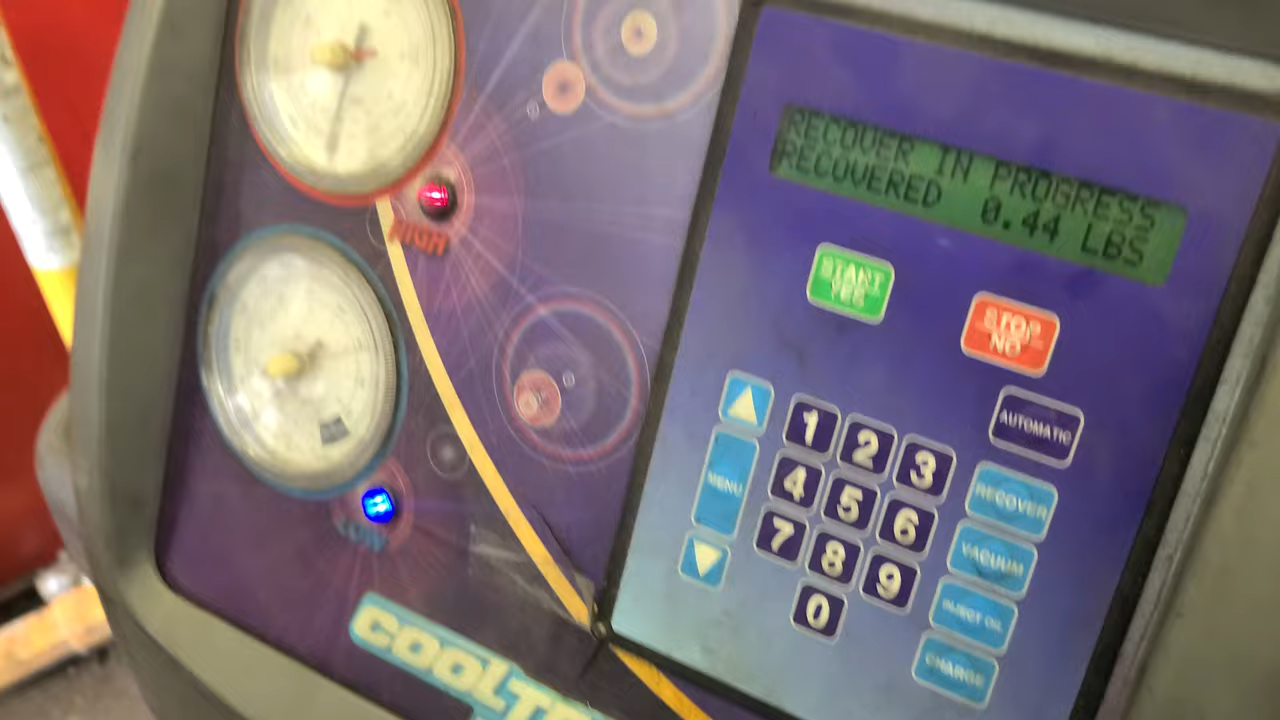 RECOVER IN PROGRESS
RECOVERED 0.44 LBS
HIGH
START
YES
STOP
NO
AUTOMATIC
MENU
1 2 3
4 5 6
7 8 9
0
RECOVER
VACUUM
INJECT OIL
CHARGE
LOW
COOLTE